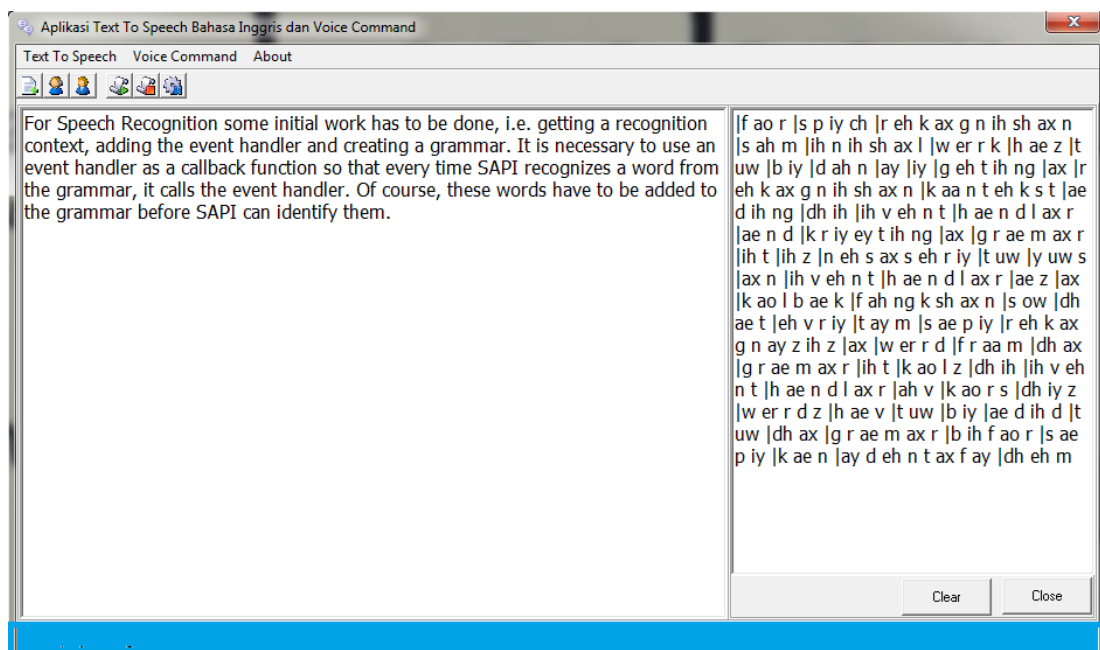 Aplikasi Text To Speech Bahasa Inggris dan Voice Command
Text To Speech Voice Command About
For Speech Recognition some initial work has to be done, i.e. getting a recognition
context, adding the event handler and creating a grammar. It is necessary to use an
event handler as a callback function so that every time SAPI recognizes a word from
the grammar, it calls the event handler. Of course, these words have to be added to
the grammar before SAPI can identify them.
|f ao r |s p iy ch |r eh k ax g n ih sh ax n
|s ah m |ih n ih sh ax l |w er r k |h ae z |t
uw |b iy |d ah n |ay |iy |g eh t ih ng |ax |r
eh k ax g n ih sh ax n |k aa n t eh k s t |ae
d ih ng |dh ih |ih v eh n t |h ae n d l ax r
|ae n d |k r iy ey t ih ng |ax |g r ae m ax r
|ih t |ih z |n eh s ax s eh r iy |t uw |y uw s
|ax n |ih v eh n t |h ae n d l ax r |ae z |ax
|k ao l b ae k |f ah ng k sh ax n |s ow |dh
ae t |eh v r iy |t ay m |s ae p iy |r eh k ax
g n ay z ih z |ax |w er r d |f r aa m |dh ax
|g r ae m ax r |ih t |k ao l z |dh ih |ih v eh
n t |h ae n d l ax r |ah v |k ao r s |dh iy z
|w er r d z |h ae v |t uw |b iy |ae d ih d |t
uw |dh ax |g r ae m ax r |b ih f ao r |s ae
p iy |k ae n |ay d eh n t ax f ay |dh eh m
Clear Close